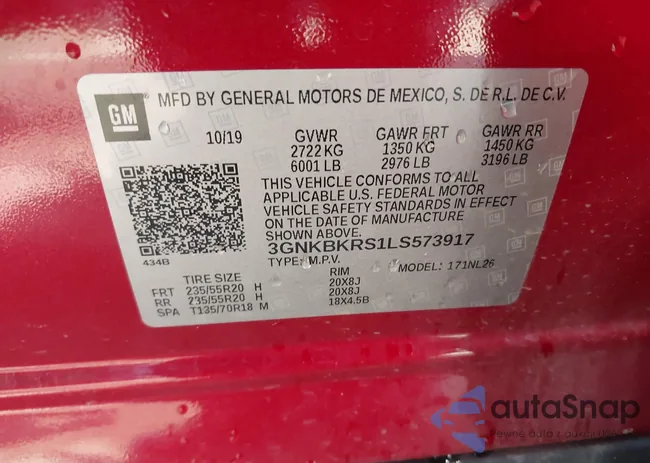 GM MFD BY GENERAL MOTORS DE MEXICO, S. DE R.L. DE C.V.
10/19 GVWR GAWR FRT GAWR RR
2722 KG 1350 KG 1450 KG
6001 LB 2976 LB 3196 LB
THIS VEHICLE CONFORMS TO ALL
APPLICABLE U.S. FEDERAL MOTOR
VEHICLE SAFETY STANDARDS IN EFFECT
ON THE DATE OF MANUFACTURE
SHOWN ABOVE.
3GNKBKRS1LS573917
434B TYPE: M.P.V. MODEL: 171NL26
TIRE SIZE RIM
FRT 235/55R20 H 20X8J
RR 235/55R20 H 20X8J
SPA T135/70R18 M 18X4.5B
autaSnap